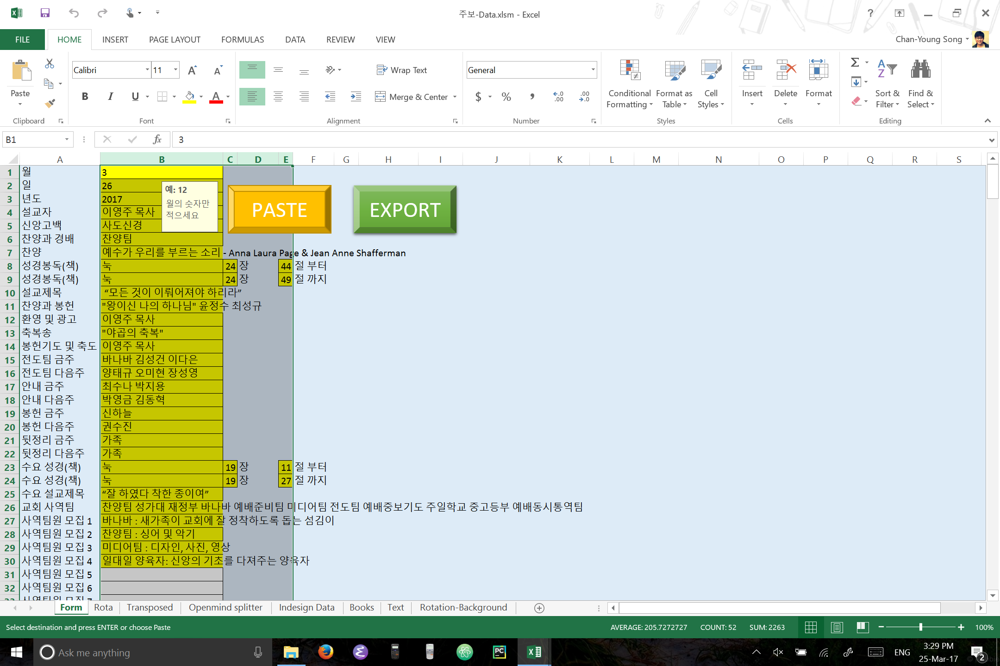 주보-Data.xlsm - Excel
?
FILE HOME INSERT PAGE LAYOUT FORMULAS DATA REVIEW VIEW
Chan-Young Song
Paste
Clipboard
Calibri 11
B I U
Font
Wrap Text
Merge & Center
Alignment
General
$ % ,
Number
Conditional Formatting
Format as Table
Cell Styles
Styles
Insert Delete Format
Cells
Sort & Filter
Find & Select
Editing
B1 fx 3
A B C D E F G H I J K L M N O P Q R S
1 월 3
2 일 26
3 년도 2017
4 설교자 이영주 목사
5 신앙고백 사도신경
예: 12
월의 숫자만
적으세요
PASTE EXPORT
6 찬양과 경배 찬양팀
7 찬양 예수가 우리를 부르는 소리 - Anna Laura Page & Jean Anne Shafferman
8 성경봉독(책) 눅 24 장 44 절 부터
9 성경봉독(책) 눅 24 장 49 절 까지
10 설교제목 “모든 것이 이뤄어져야 하리라”
11 찬양과 봉헌 "왕이신 나의 하나님" 윤정수 최성규
12 환영 및 광고 이영주 목사
13 축복송 "야곱의 축복"
14 봉헌기도 및 축도 이영주 목사
15 전도팀 금주 바나바 김성건 이다은
16 전도팀 다음주 양태규 오미현 장성영
17 안내 금주 최수나 박지용
18 안내 다음주 박영금 김동혁
19 봉헌 금주 신하늘
20 봉헌 다음주 권수진
21 뒷정리 금주 가족
22 뒷정리 다음주 가족
23 수요 성경(책) 눅 19 장 11 절 부터
24 수요 성경(책) 눅 19 장 27 절 까지
25 수요 설교제목 “잘 하였다 착한 종이여”
26 교회 사역팀 찬양팀 성가대 재정부 바나바 예배준비팀 미디어팀 전도팀 예배중보기도 주일학교 중고등부 예배동시통역팀
27 사역팀원 모집 1 바나바 : 새가족이 교회에 잘 정착하도록 돕는 섬김이
28 사역팀원 모집 2 찬양팀 : 싱어 및 악기
29 사역팀원 모집 3 미디어팀 : 디자인, 사진, 영상
30 사역팀원 모집 4 일대일 양육자: 신앙의 기초를 다져주는 양육자
31 사역팀원 모집 5
32 사역팀원 모집 6
Form Rota Transposed Openmind splitter Indesign Data Books Text Rotation-Background
Select destination and press ENTER or choose Paste AVERAGE: 205.7272727 COUNT: 52 SUM: 2263 100%
Ask me anything
PC
ENG
3:29 PM
25-Mar-17
2